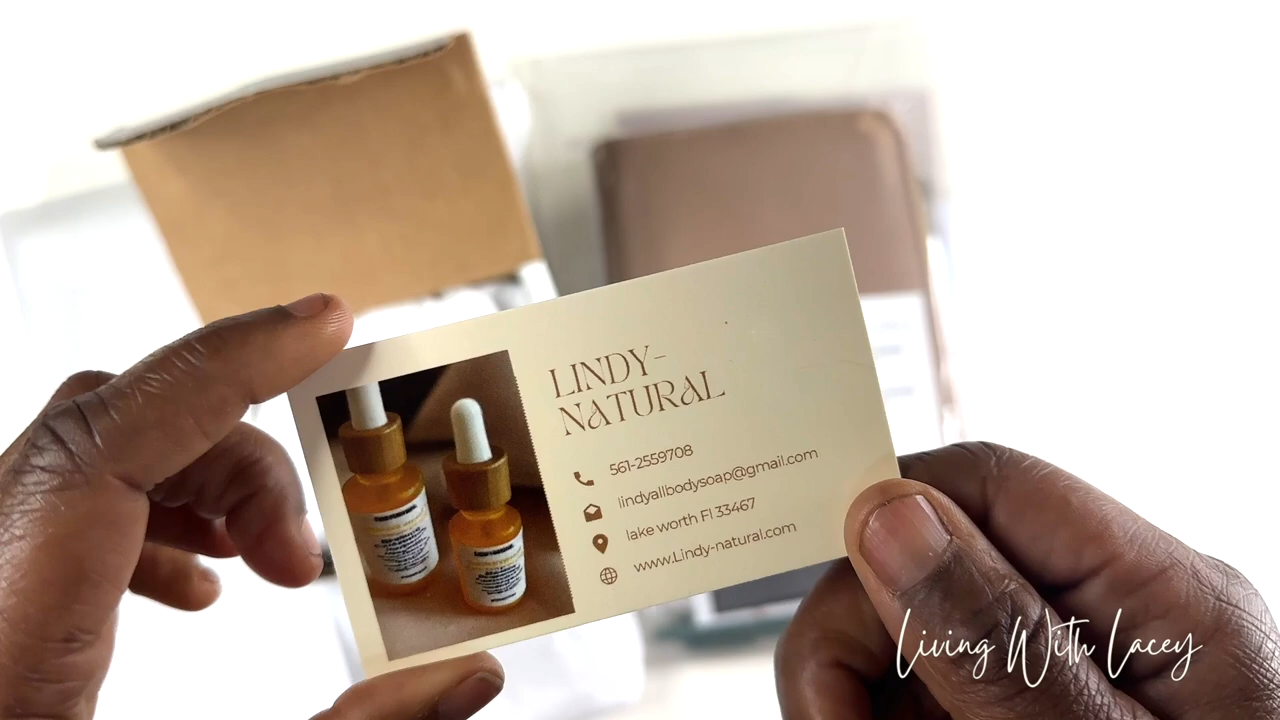 LINDY-
NATURAL
561-2559708
lindyallbodysoap@gmail.com
lake worth Fl 33467
www.Lindy-natural.com
Living With Lacey